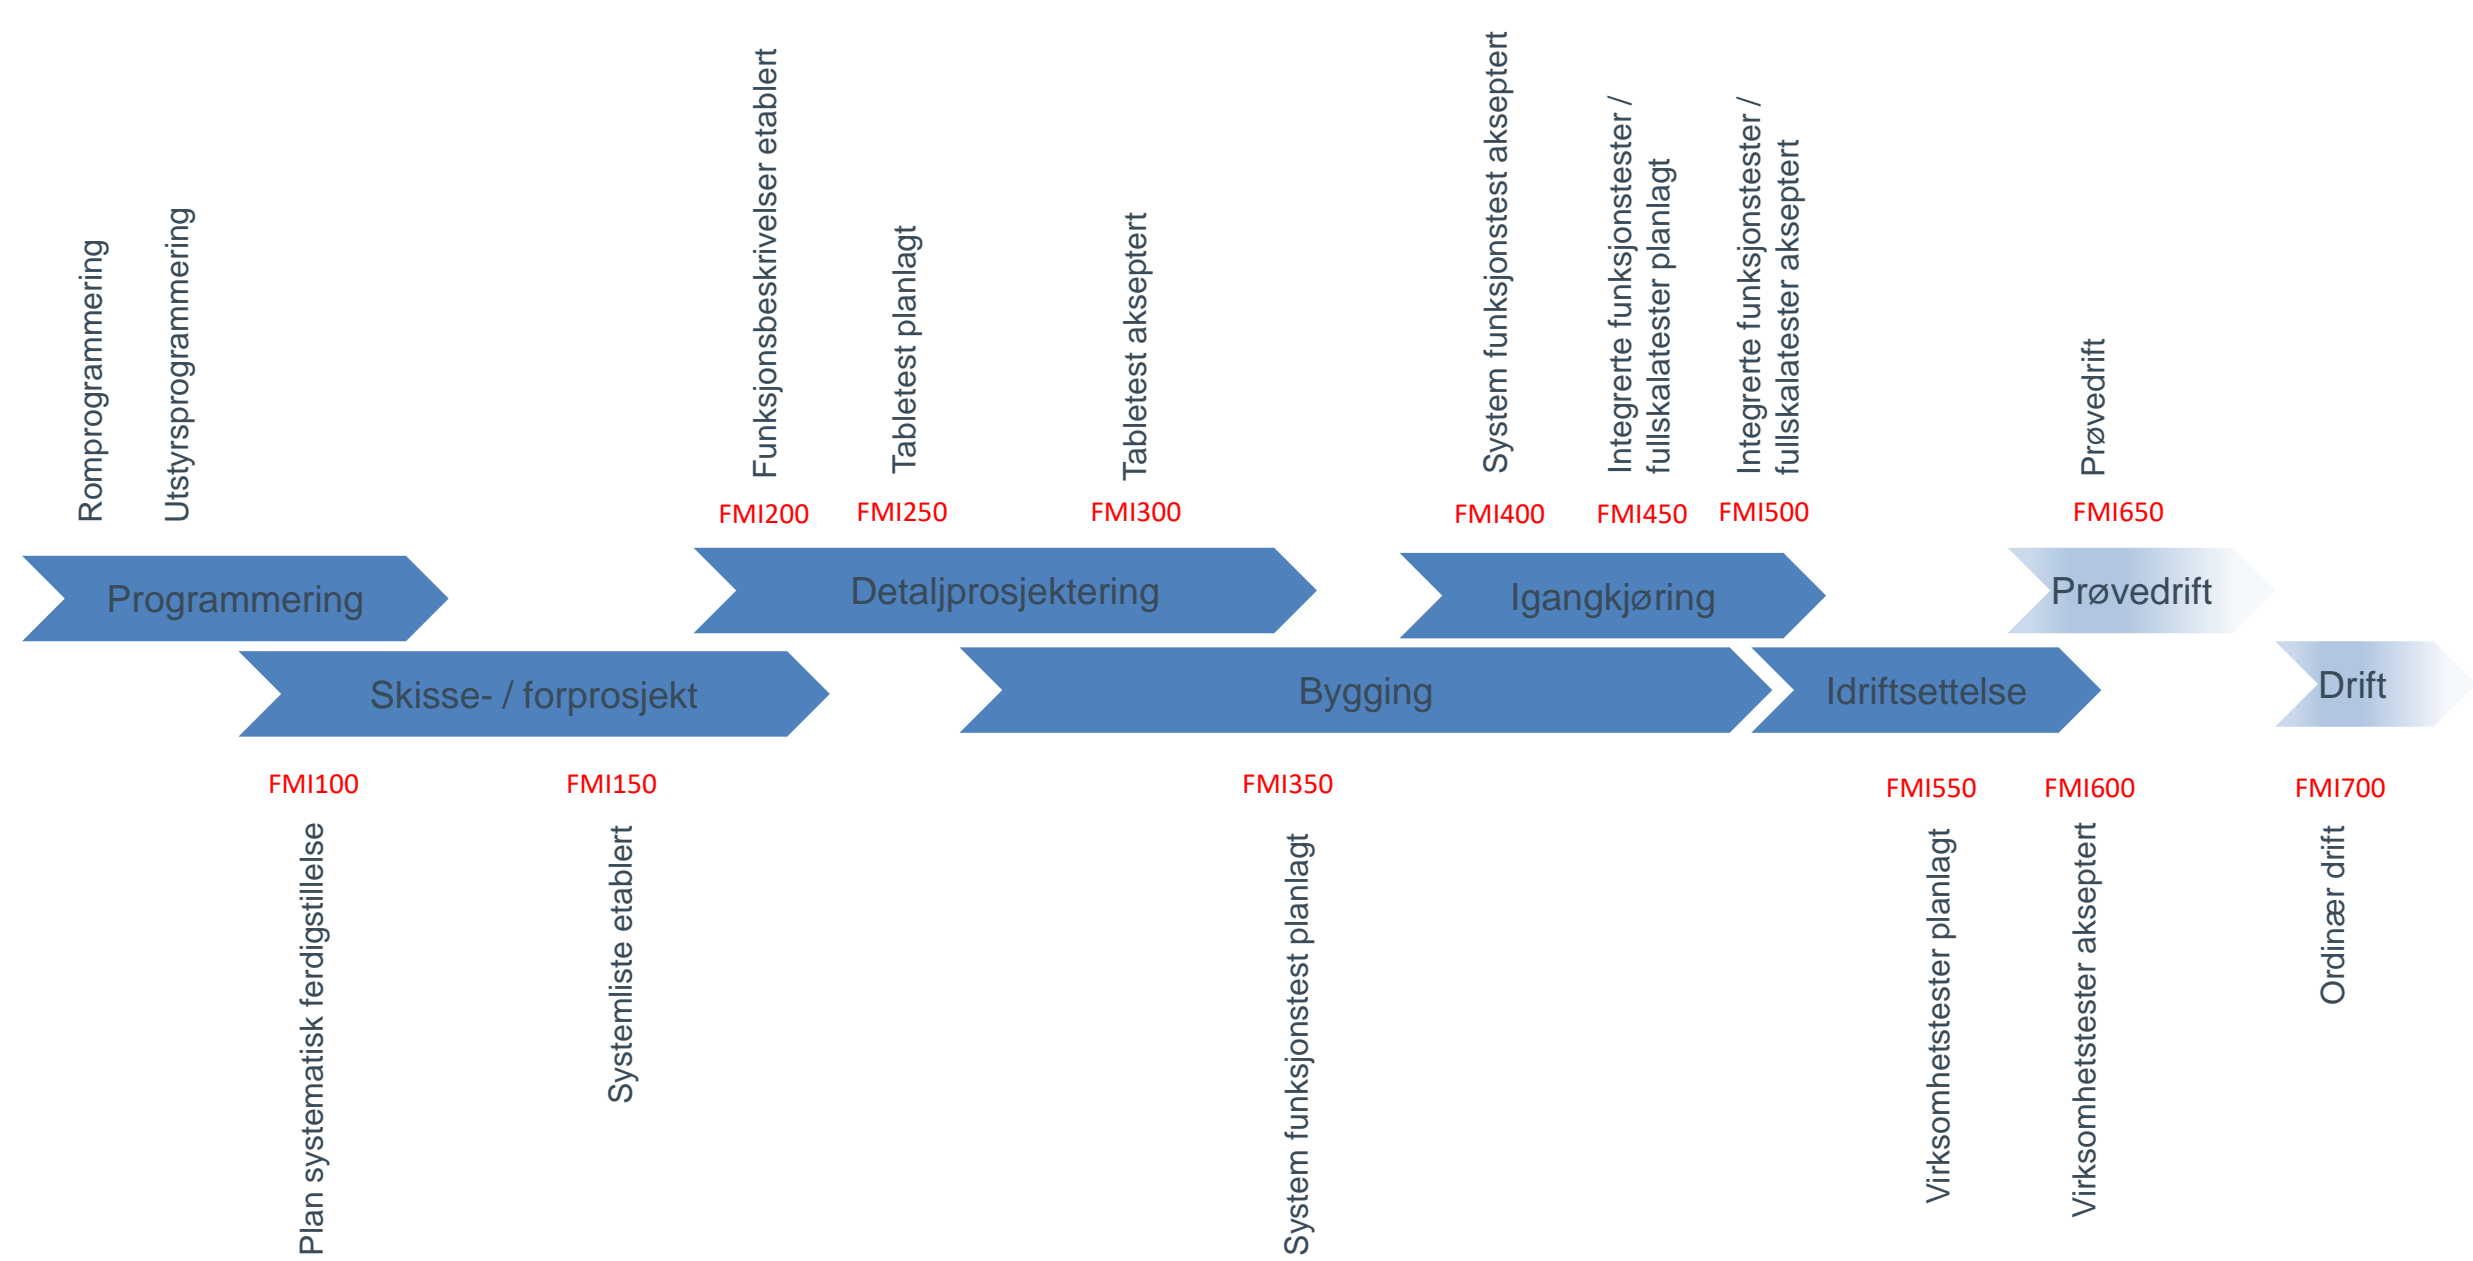 Romprogrammering
Utstyrsprogrammering
Funksjonsbeskrivelser etablert
Tabletest planlagt
Tabletest akseptert
System funksjonstest akseptert
Integrerte funksjonstester /
fullskalatester planlagt
Integrerte funksjonstester /
fullskalatester akseptert
Prøvedrift
FMI200
FMI250
FMI300
FMI400
FMI450
FMI500
FMI650
Programmering
Detaljprosjektering
Igangkjøring
Prøvedrift
Skisse- / forprosjekt
Bygging
Idriftsettelse
Drift
FMI100
FMI150
FMI350
FMI550
FMI600
FMI700
Plan systematisk ferdigstillelse
Systemliste etablert
System funksjonstest planlagt
Virksomhetstester planlagt
Virksomhetstester akseptert
Ordinær drift